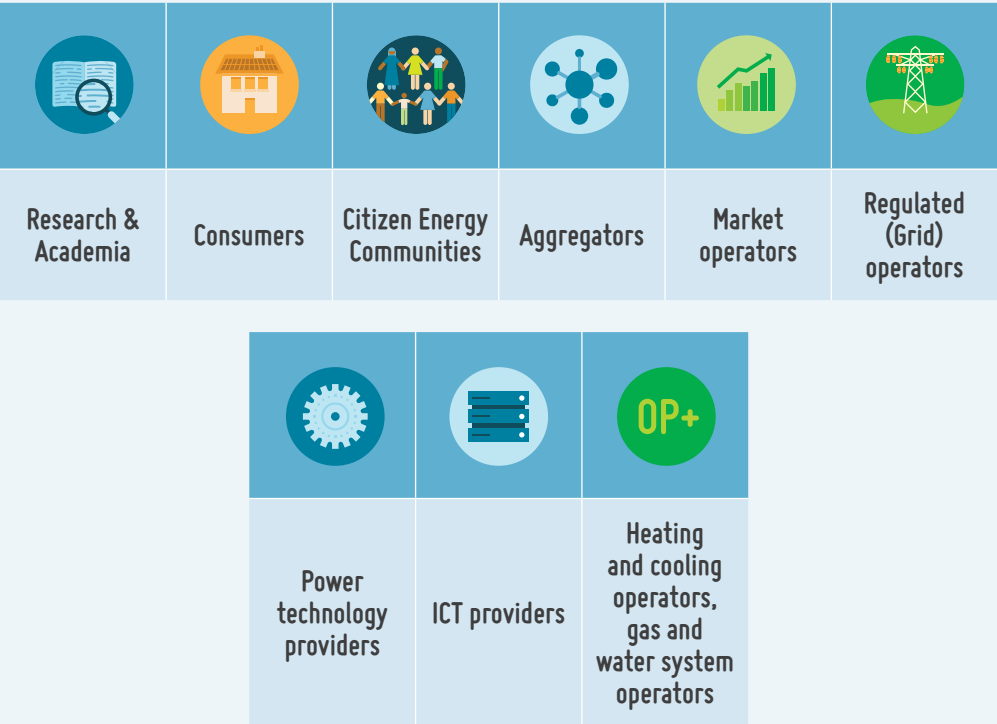 Research &
Academia
Consumers
Citizen Energy
Communities
Aggregators
Market
operators
Regulated
(Grid)
operators
OP+
Power
technology
providers
ICT providers
Heating
and cooling
operators,
gas and
water system
operators